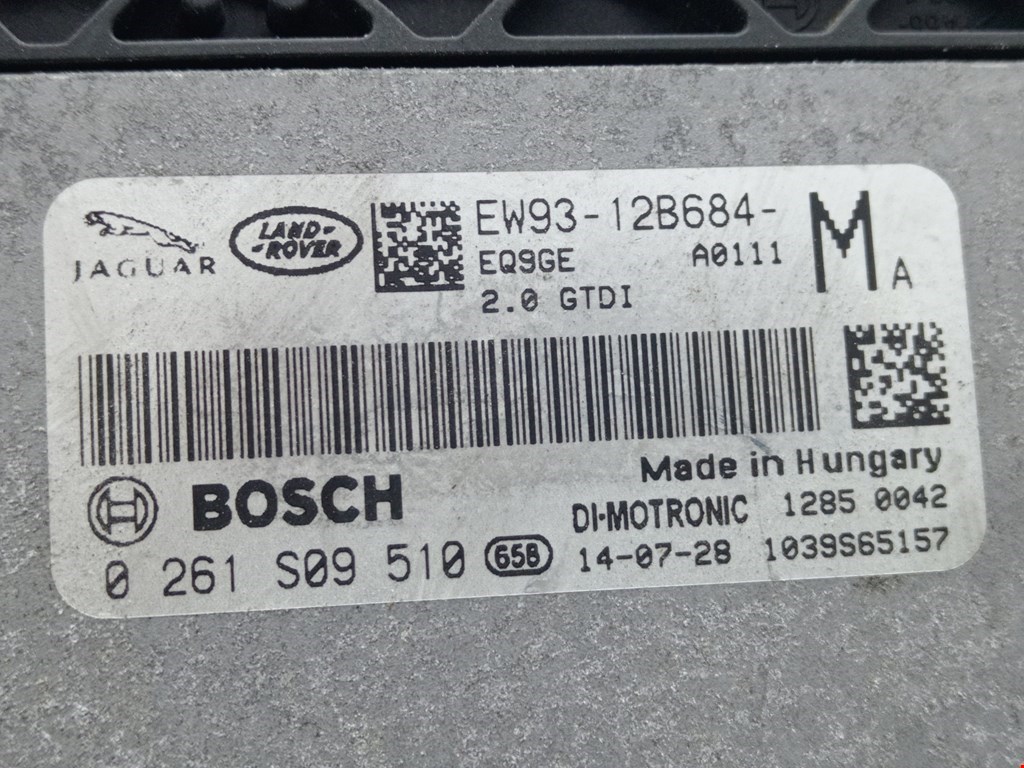 JAGUAR
LAND-
-ROVER
EW93-12B684-
EQ9GE A0111
2.0 GTDI
MA
Made in Hungary
BOSCH
DI·MOTRONIC 1285 0042
0 261 S09 510 658 14-07-28 1039S65157